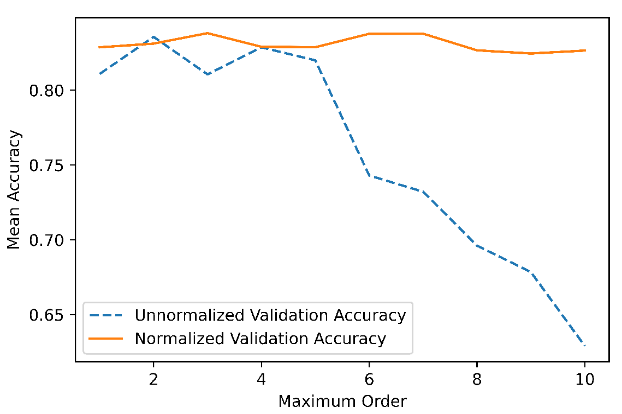 0.80
0.75
0.70
0.65
Mean Accuracy
Unnormalized Validation Accuracy
Normalized Validation Accuracy
2 4 6 8 10
Maximum Order